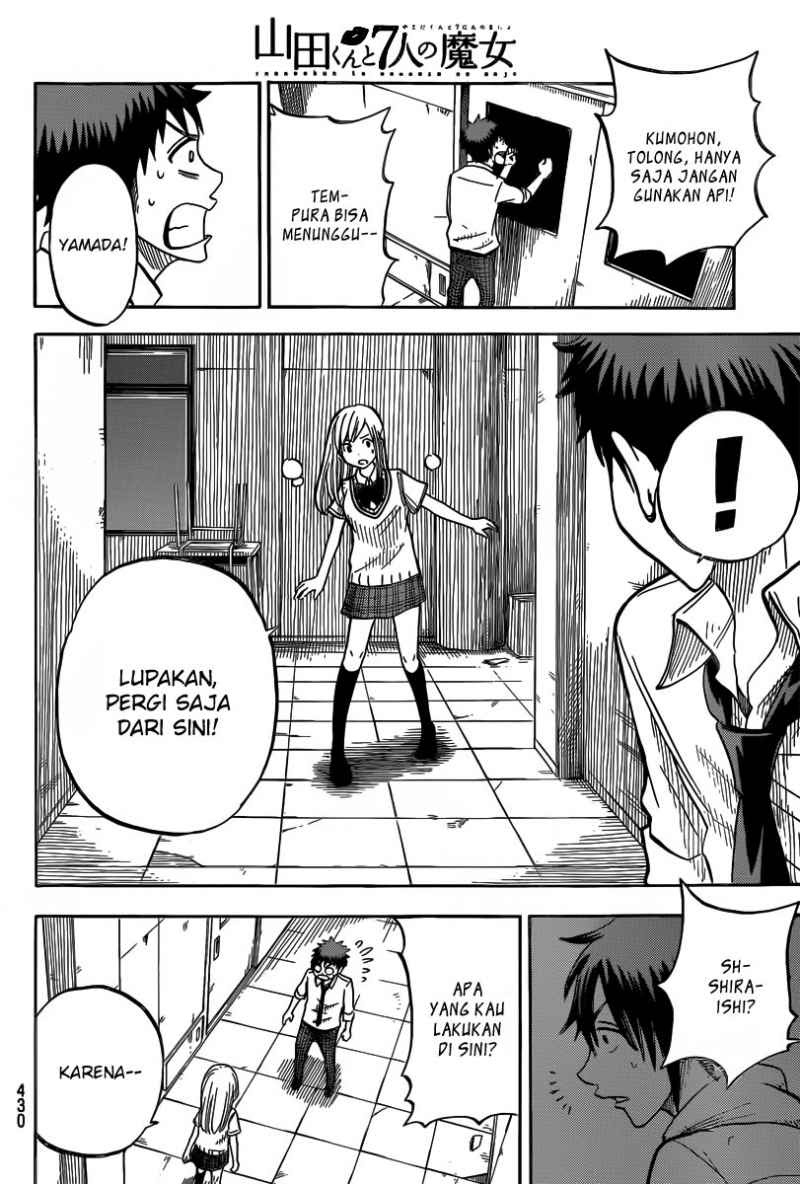 山田くんと7人の魔女
KUMOHON,
TOLONG, HANYA
SAJA JANGAN
GUNAKAN API!
TEM-
PURA BISA
MENUNGGU--
YAMADA!
!
LUPAKAN,
PERGI SAJA
DARI SINI!
SH-
SHIRA-
ISHI?
APA
YANG KAU
LAKUKAN
DI SINI?
KARENA--
430